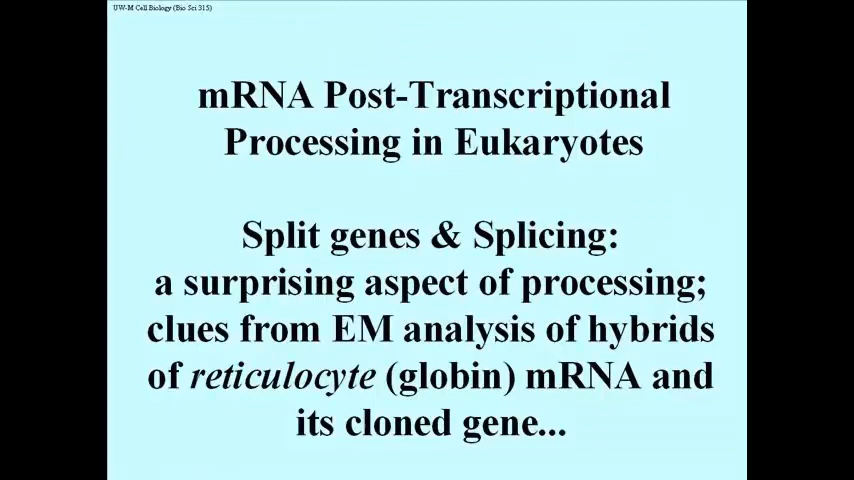 UW-M Cell Biology (Bio Sci 315)
mRNA Post-Transcriptional
Processing in Eukaryotes
Split genes & Splicing:
a surprising aspect of processing;
clues from EM analysis of hybrids
of reticulocyte (globin) mRNA and
its cloned gene...